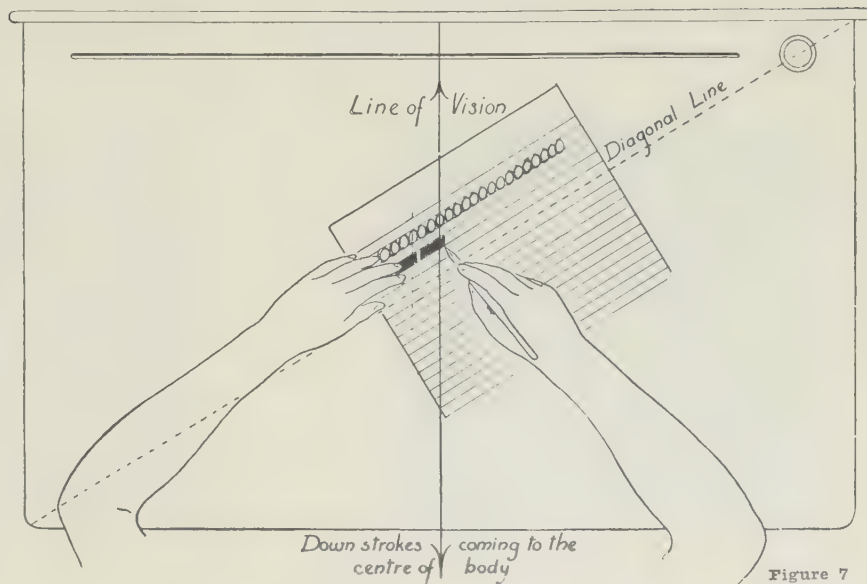 Line of Vision
Diagonal Line
Down strokes coming to the
centre of body
Figure 7